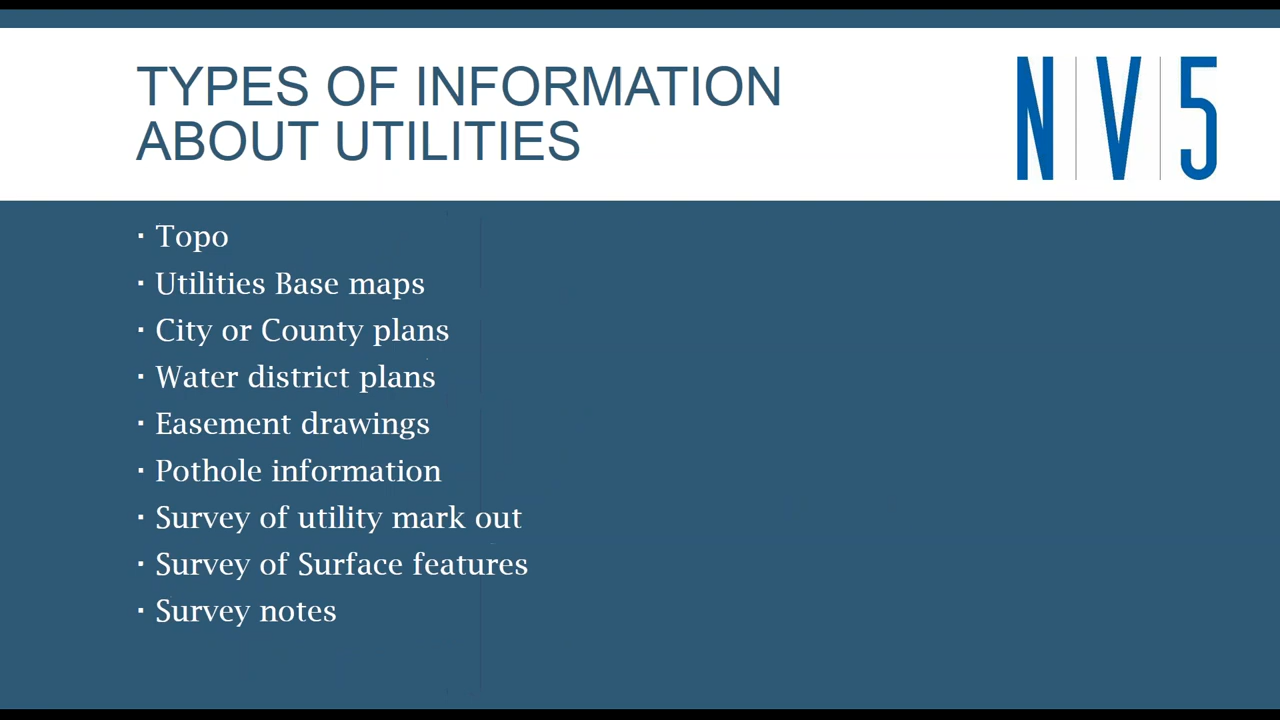 TYPES OF INFORMATION
ABOUT UTILITIES
N V 5
· Topo
· Utilities Base maps
· City or County plans
· Water district plans
· Easement drawings
· Pothole information
· Survey of utility mark out
· Survey of Surface features
· Survey notes